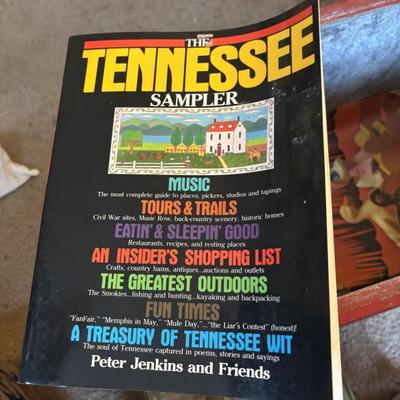 THE
TENNESSEE
SAMPLER
MUSIC
The most complete guide to places, pickers, studios and tapings
TOURS & TRAILS
Civil War sites, Music Row, back-country scenery, historic homes
EATIN' & SLEEPIN' GOOD
Restaurants, recipes, and resting places
AN INSIDER'S SHOPPING LIST
Crafts, country hams, antiques...auctions and outlets
THE GREATEST OUTDOORS
The Smokies...fishing and hunting...kayaking and backpacking
FUN TIMES
"FanFair," "Memphis in May," "Mule Day,"..."the Liar's Contest" (honest)!
A TREASURY OF TENNESSEE WIT
The soul of Tennessee captured in poems, stories and sayings
Peter Jenkins and Friends